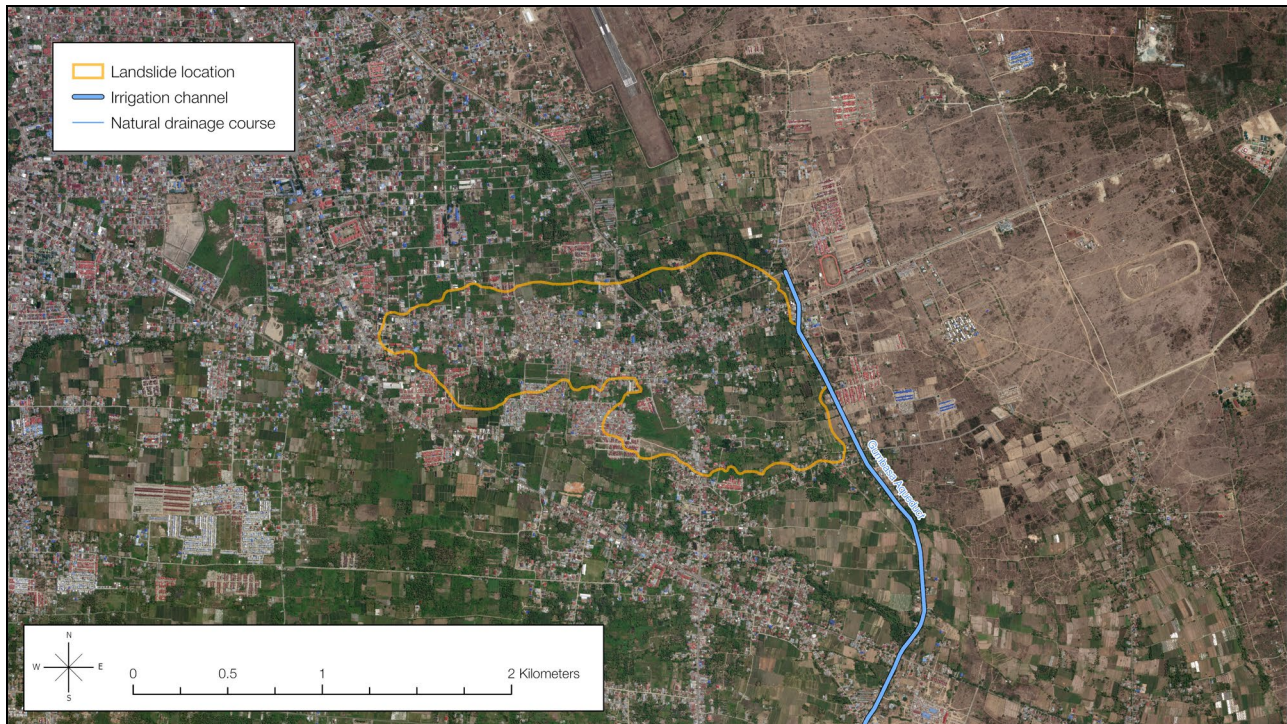 Landslide location
Irrigation channel
Natural drainage course
Gumbasa Aqueduct
N
W
E
S
0
0.5
1
2 Kilometers